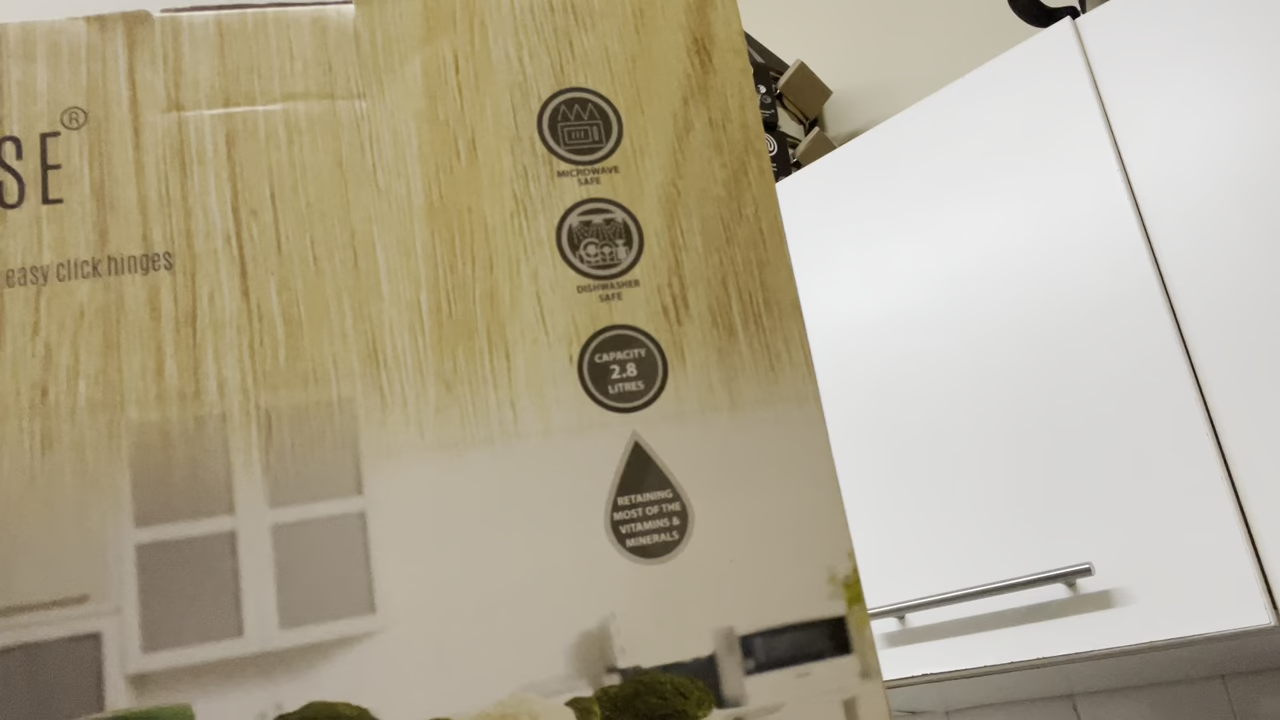 SE®
easy click hinges
MICROWAVE
SAFE
DISHWASHER
SAFE
CAPACITY
2.8
LITRES
RETAINING
MOST OF THE
VITAMINS &
MINERALS